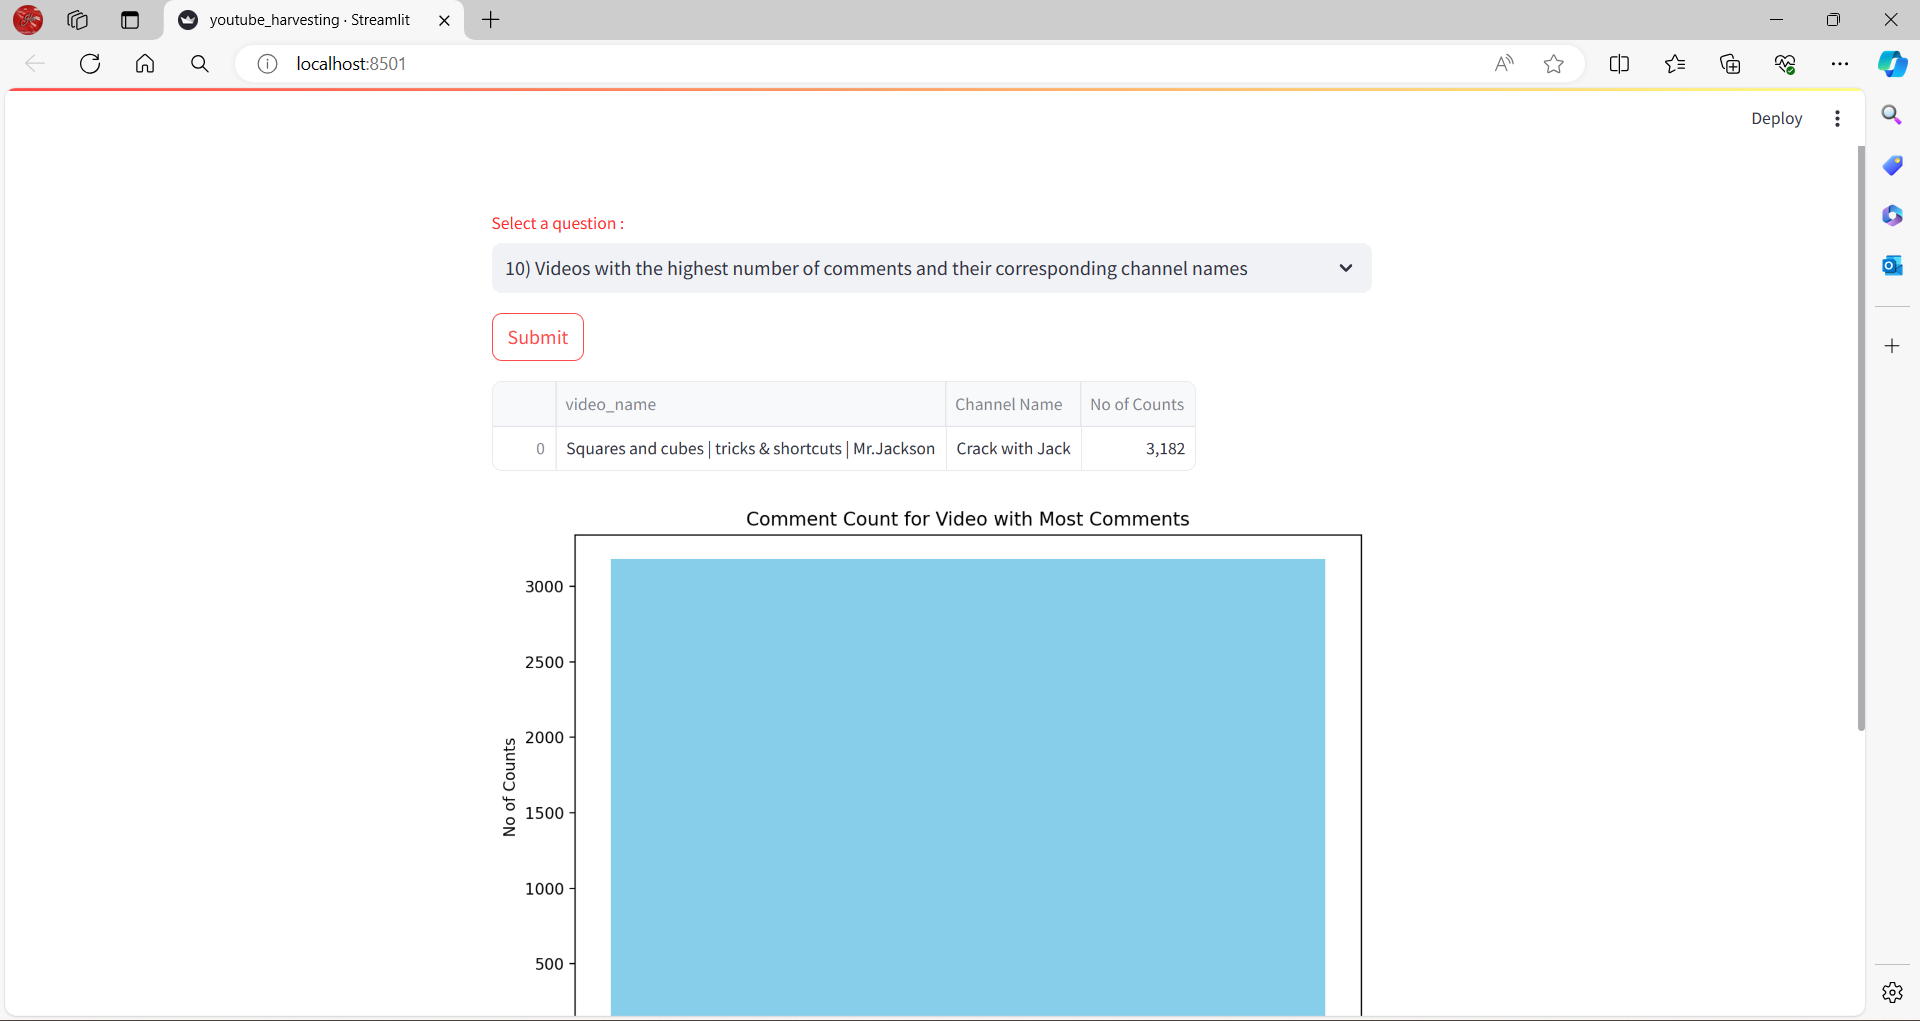 youtube_harvesting · Streamlit
localhost:8501
Deploy
Select a question :
10) Videos with the highest number of comments and their corresponding channel names
Submit
video_name Channel Name No of Counts
0 Squares and cubes | tricks & shortcuts | Mr.Jackson Crack with Jack 3,182
Comment Count for Video with Most Comments
3000
2500
2000
No of Counts
1500
1000
500